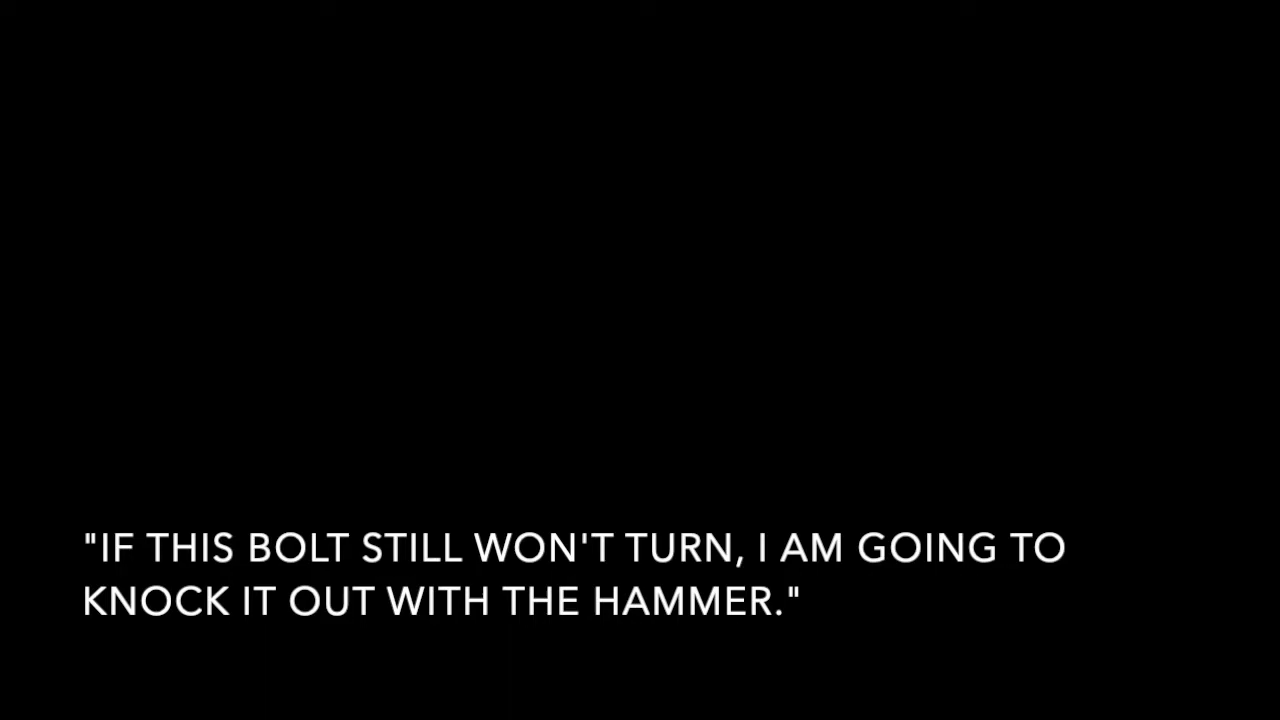 "IF THIS BOLT STILL WON'T TURN, I AM GOING TO
KNOCK IT OUT WITH THE HAMMER."